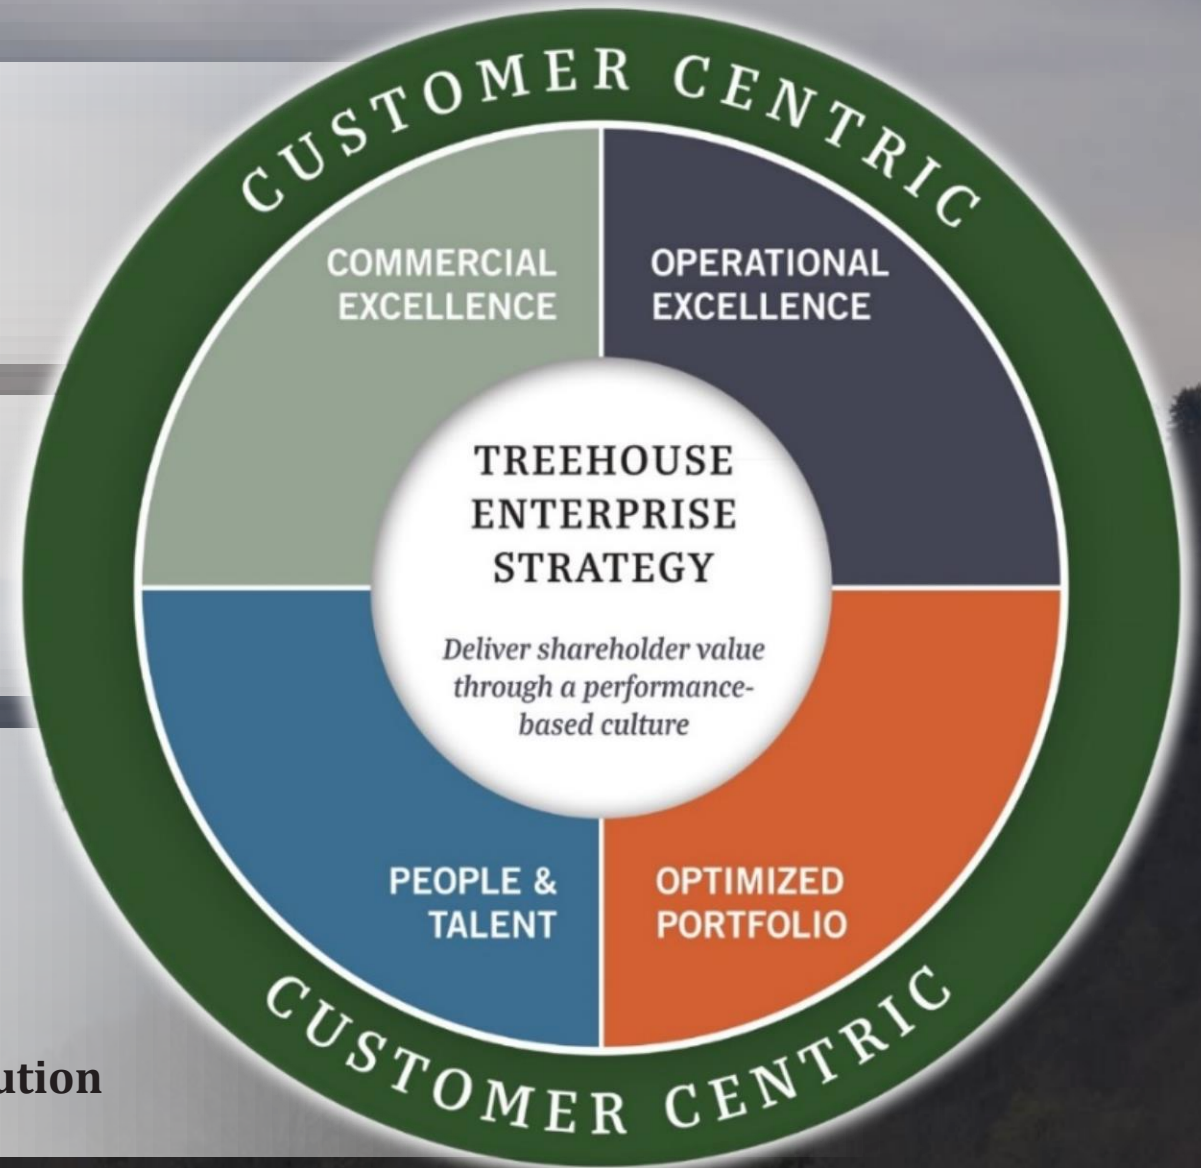 CUSTOMER CENTRIC
COMMERCIAL
EXCELLENCE
OPERATIONAL
EXCELLENCE
TREEHOUSE
ENTERPRISE
STRATEGY
Deliver shareholder value
through a performance-
based culture
PEOPLE &
TALENT
OPTIMIZED
PORTFOLIO
CUSTOMER CENTRIC